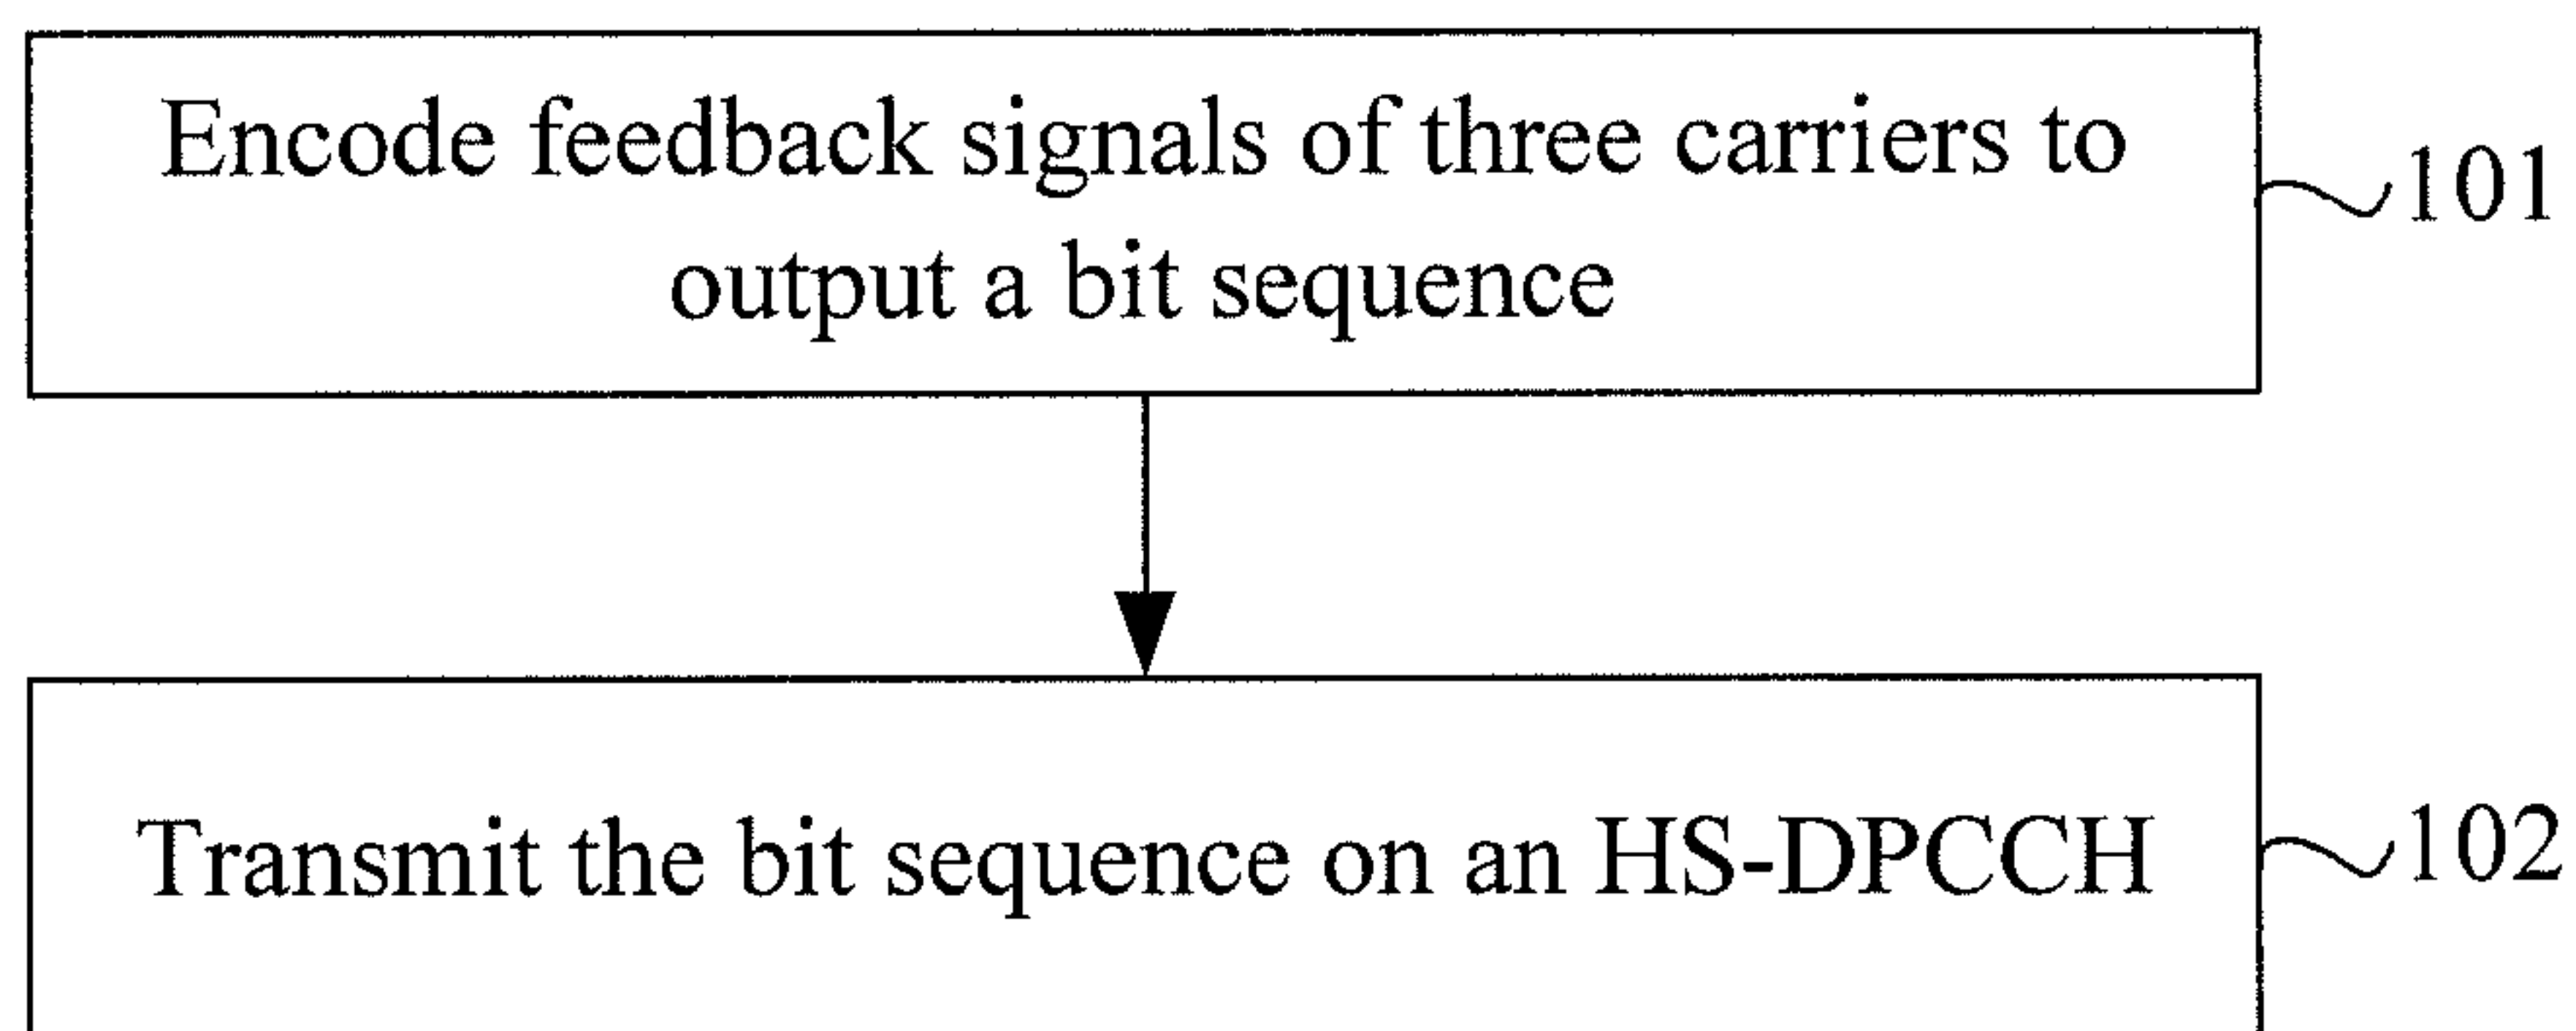 Encode feedback signals of three carriers to
output a bit sequence
101
Transmit the bit sequence on an HS-DPCCH
102